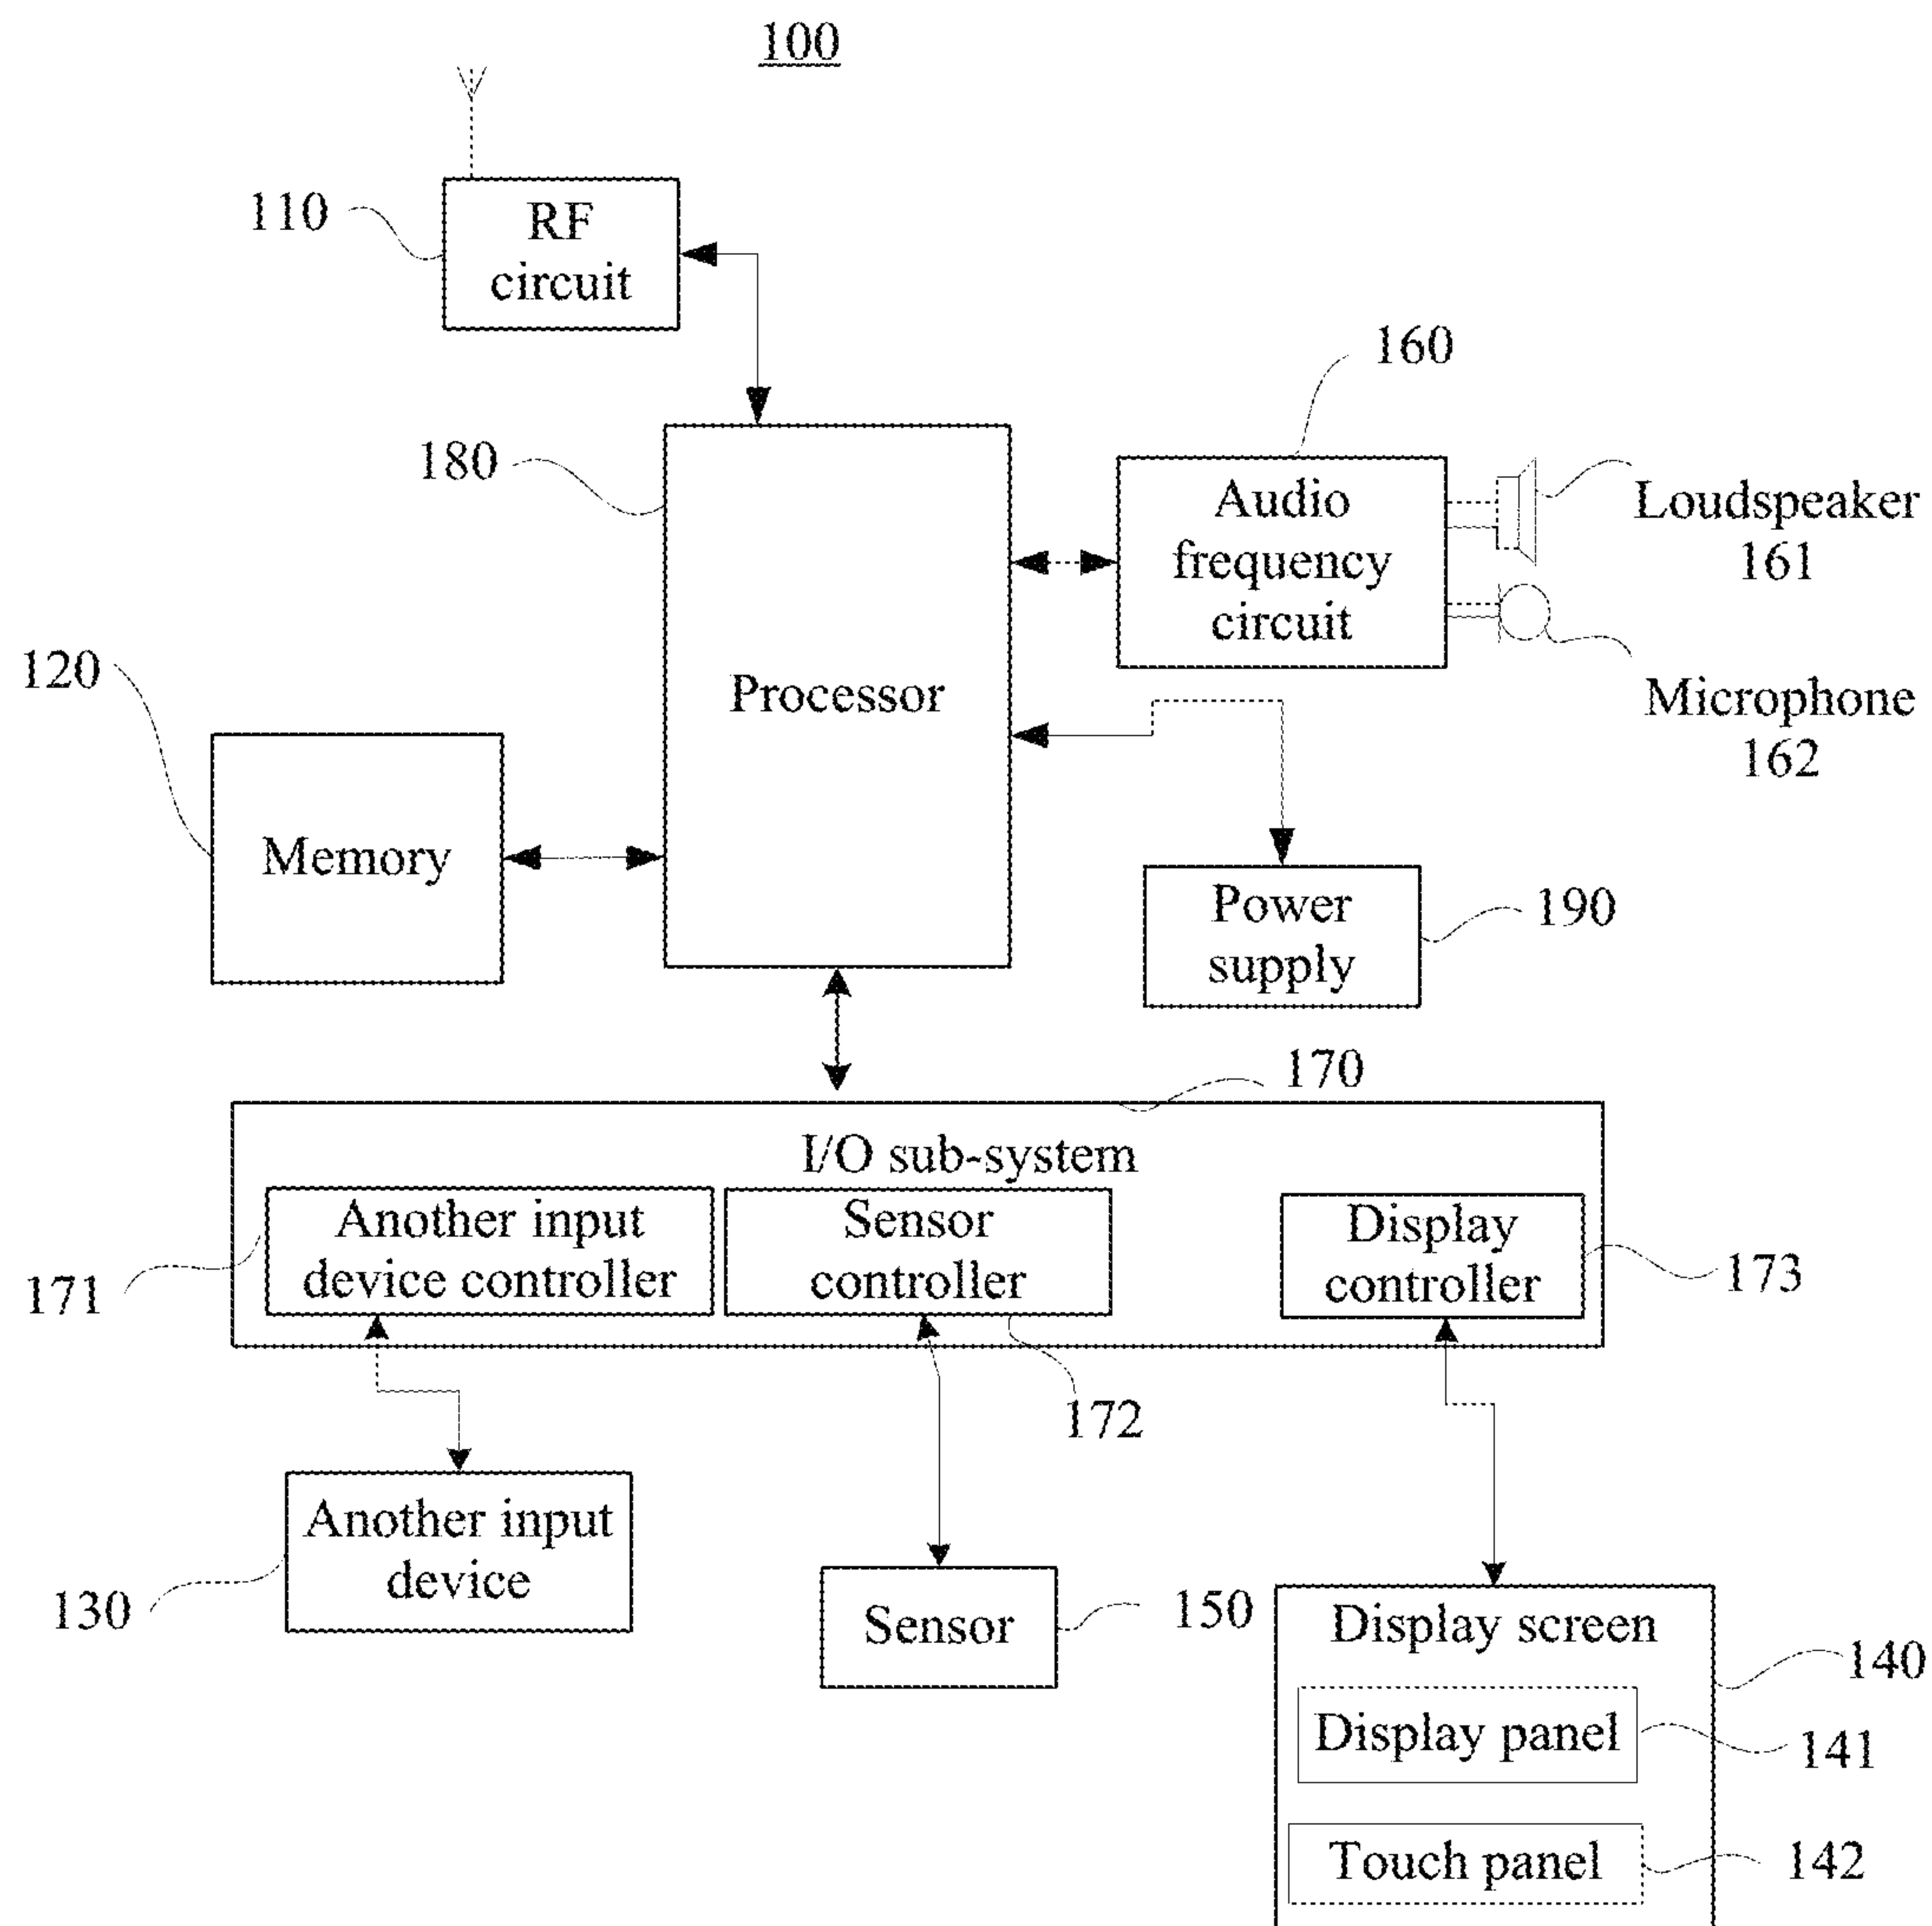 100
110
RF
circuit
160
180
Audio
frequency
circuit
Loudspeaker
161
Processor
Microphone
162
120
Memory
Power
supply
190
170
I/O sub-system
Another input
device controller
Sensor
controller
Display
controller
171
173
172
Another input
device
130
Sensor
150
Display screen
140
Display panel
141
Touch panel
142